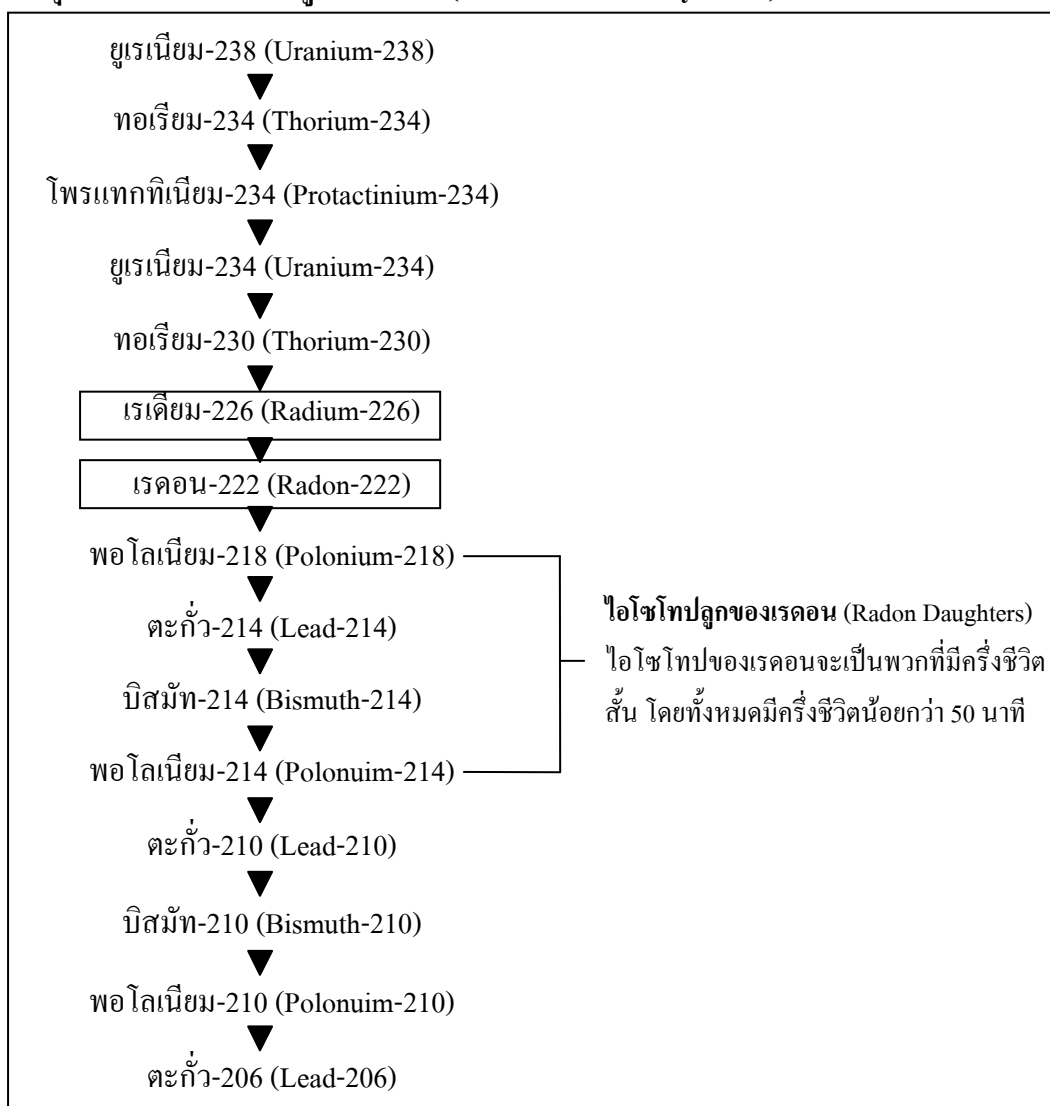 ยูเรเนียม-238 (Uranium-238)
ทอเรียม-234 (Thorium-234)
โพรแทกทิเนียม-234 (Protactinium-234)
ยูเรเนียม-234 (Uranium-234)
ทอเรียม-230 (Thorium-230)
เรเดียม-226 (Radium-226)
เรดอน-222 (Radon-222)
พอโลเนียม-218 (Polonium-218)
ตะกั่ว-214 (Lead-214)
บิสมัท-214 (Bismuth-214)
พอโลเนียม-214 (Polonuim-214)
ไอโซโทปลูกของเรดอน (Radon Daughters)
ไอโซโทปของเรดอนจะเป็นพวกที่มีครึ่งชีวิต
สั้น โดยทั้งหมดมีครึ่งชีวิตน้อยกว่า 50 นาที
ตะกั่ว-210 (Lead-210)
บิสมัท-210 (Bismuth-210)
พอโลเนียม-210 (Polonuim-210)
ตะกั่ว-206 (Lead-206)